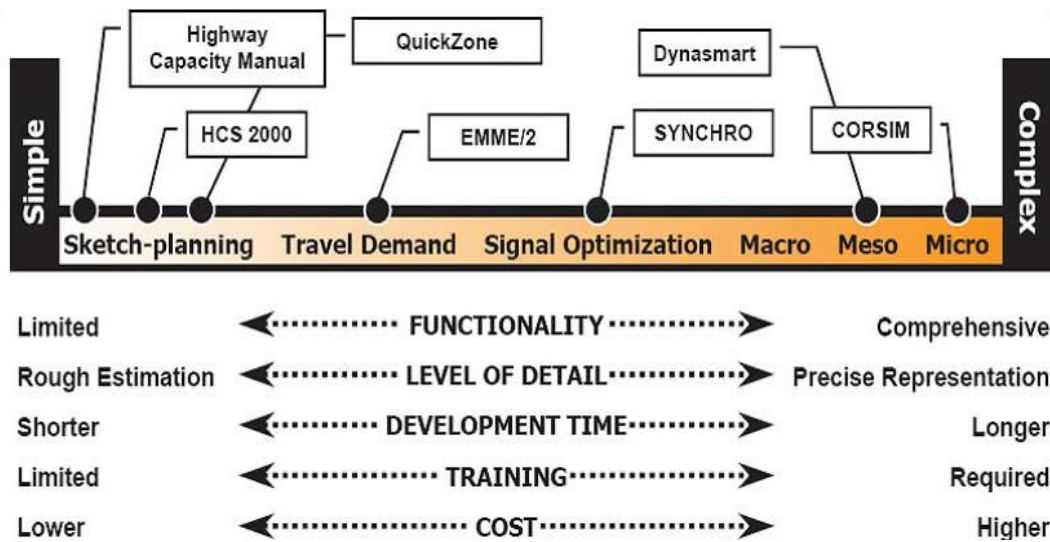 Highway
Capacity Manual
QuickZone
Dynasmart
HCS 2000
EMME/2
SYNCHRO
CORSIM
Simple
Complex
Sketch-planning Travel Demand Signal Optimization Macro Meso Micro
Limited FUNCTIONALITY Comprehensive
Rough Estimation LEVEL OF DETAIL Precise Representation
Shorter DEVELOPMENT TIME Longer
Limited TRAINING Required
Lower COST Higher